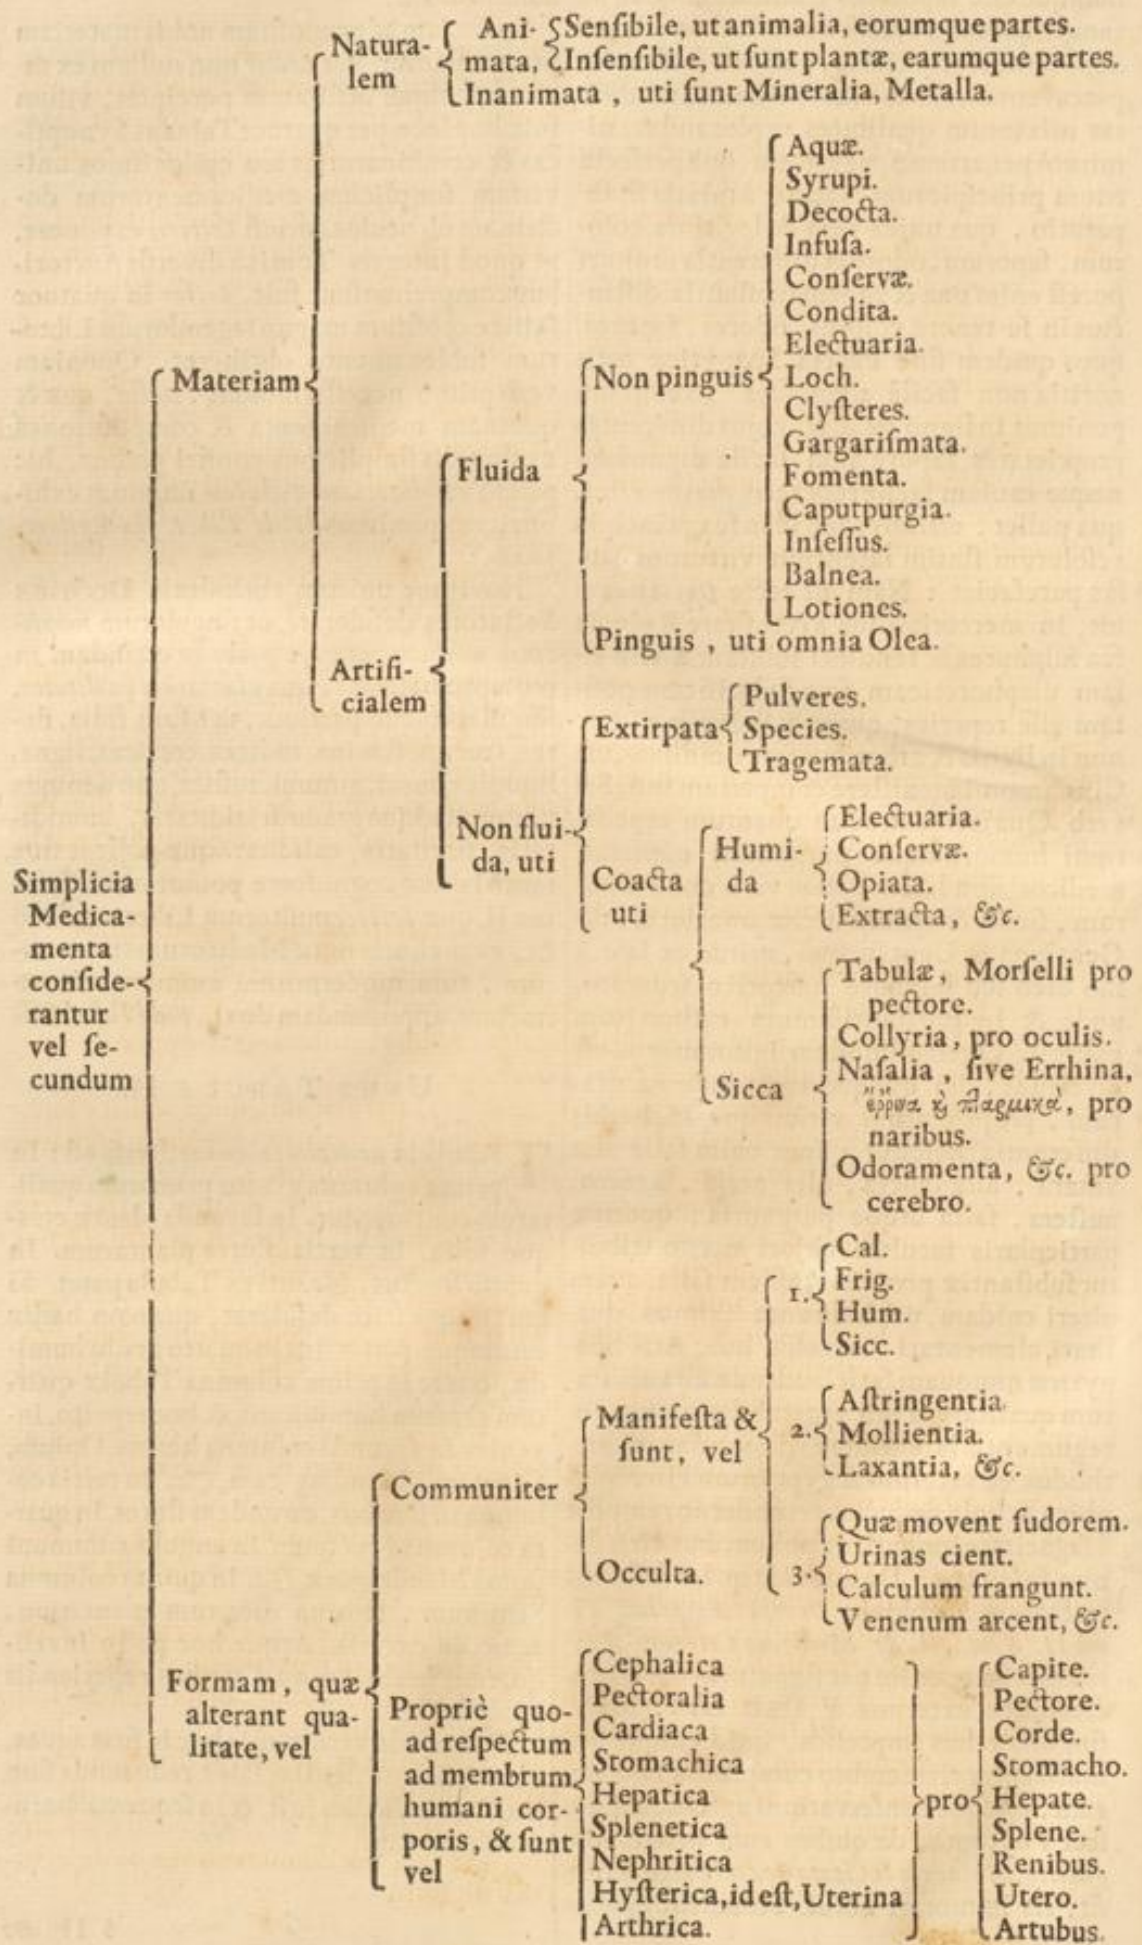 Simplicia
Medica-
menta
conſide-
rantur
vel ſe-
cundum
Materiam
Natura-
lem
Ani-
mata,
Senſibile, ut animalia, eorumque partes.
Inſenſibile, ut ſunt plantæ, earumque partes.
Inanimata, uti ſunt Mineralia, Metalla.
Artifi-
cialem
Fluida
Non pinguis
Aquæ.
Syrupi.
Decocta.
Infuſa.
Conſervæ.
Condita.
Electuaria.
Loch.
Clyſteres.
Gargariſmata.
Fomenta.
Caputpurgia.
Inſeſſus.
Balnea.
Lotiones.
Pinguis, uti omnia Olea.
Non flui-
da, uti
Extirpata
Pulveres.
Species.
Tragemata.
Coacta
uti
Humi-
da
Electuaria.
Conſervæ.
Opiata.
Extracta, &c.
Sicca
Tabulæ, Morſelli pro
pectore.
Collyria, pro oculis.
Naſalia, ſive Errhina,
pro
naribus.
Odoramenta, &c. pro
cerebro.
Formam, quæ
alterant qua-
litate, vel
Communiter
Manifeſta &
ſunt, vel
1.
Cal.
Frig.
Hum.
Sicc.
2.
Aſtringentia.
Mollientia.
Laxantia, &c.
3.
Quæ movent ſudorem.
Urinas cient.
Calculum frangunt.
Venenum arcent, &c.
Occulta.
Propriè quo-
ad reſpectum
ad membrum
humani cor-
poris, & ſunt
vel
Cephalica
Pectoralia
Cardiaca
Stomachica
Hepatica
Splenetica
Nephritica
Hyſterica, id eſt, Uterina
Arthrica.
pro
Capite.
Pectore.
Corde.
Stomacho.
Hepate.
Splene.
Renibus.
Utero.
Artubus.